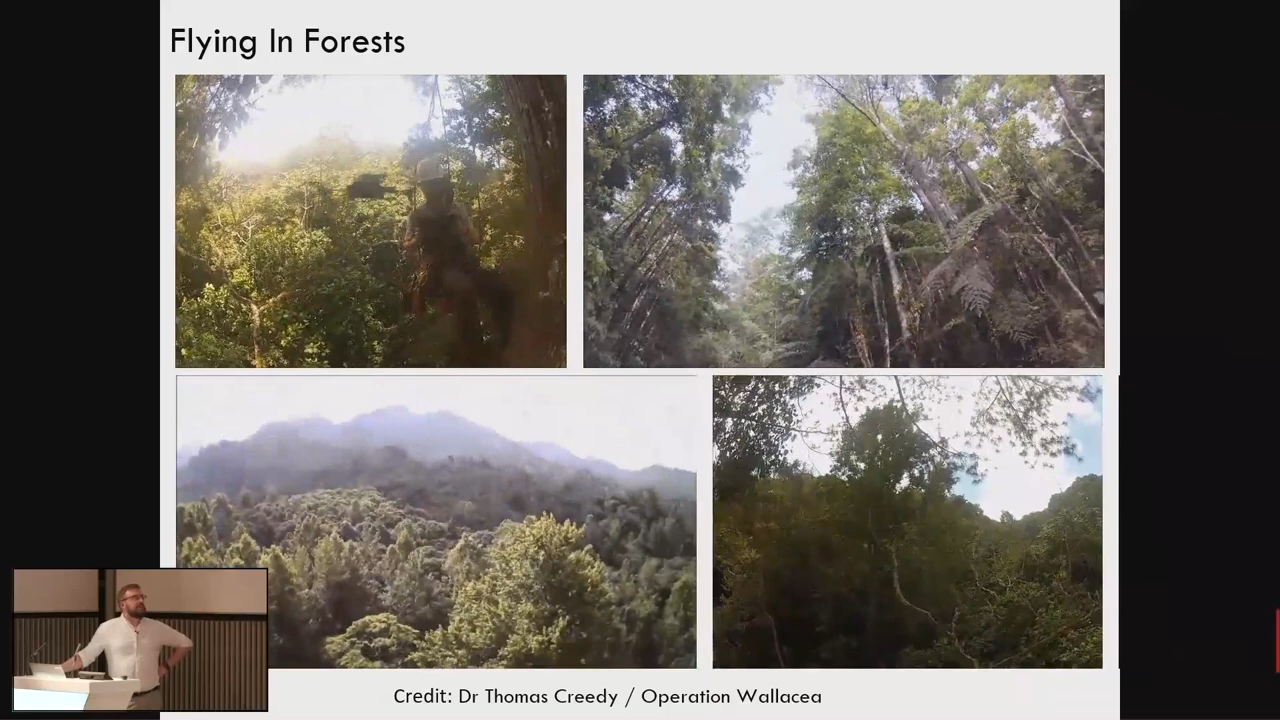 Flying In Forests
Credit: Dr Thomas Creedy / Operation Wallacea